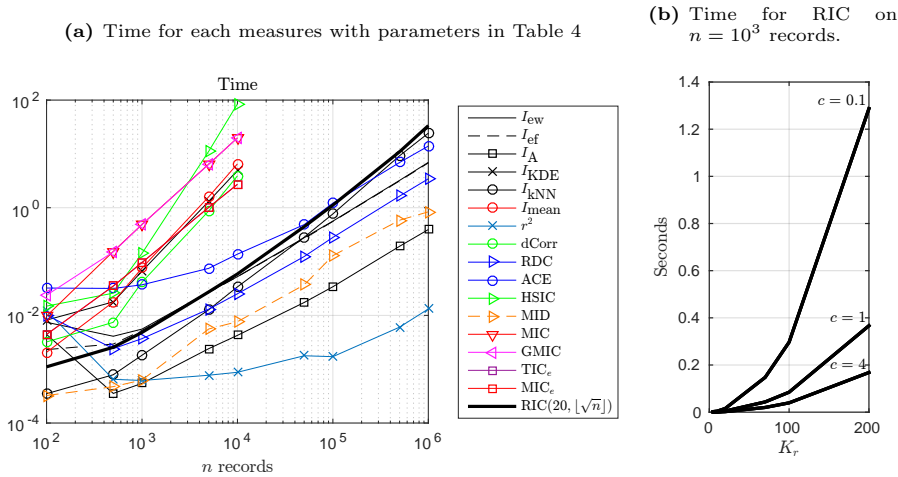 (a) Time for each measures with parameters in Table 4
Time
10^2
10^0
10^-2
10^-4
10^2 10^3 10^4 10^5 10^6
n records
I_ew
I_ef
I_A
I_KDE
I_kNN
I_mean
r^2
dCorr
RDC
ACE
HSIC
MID
MIC
GMIC
TIC_e
MIC_e
RIC(20, ⌊√n⌋)
(b) Time for RIC on
n = 10^3 records.
1.4
1.2
1
0.8
0.6
0.4
0.2
0
Seconds
c = 0.1
c = 1
c = 4
0 100 200
K_r